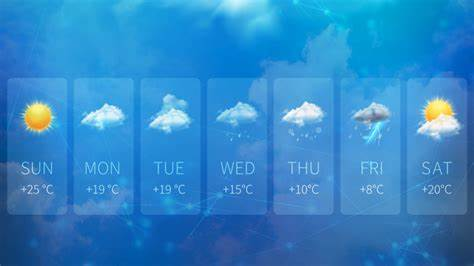 SUN MON TUE WED THU FRI SAT
+25 °C +19 °C +19 °C +15°C +10°C +8°C +20°C